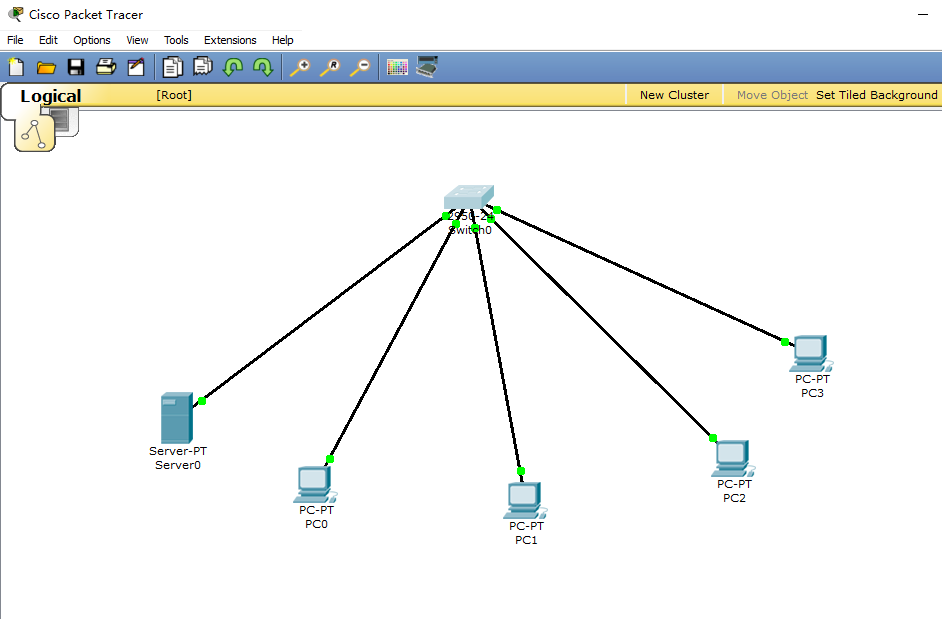 Cisco Packet Tracer
File Edit Options View Tools Extensions Help
Logical [Root] New Cluster Move Object Set Tiled Background
2950-24
Switch0
PC-PT
PC3
Server-PT
Server0
PC-PT
PC2
PC-PT
PC0
PC-PT
PC1